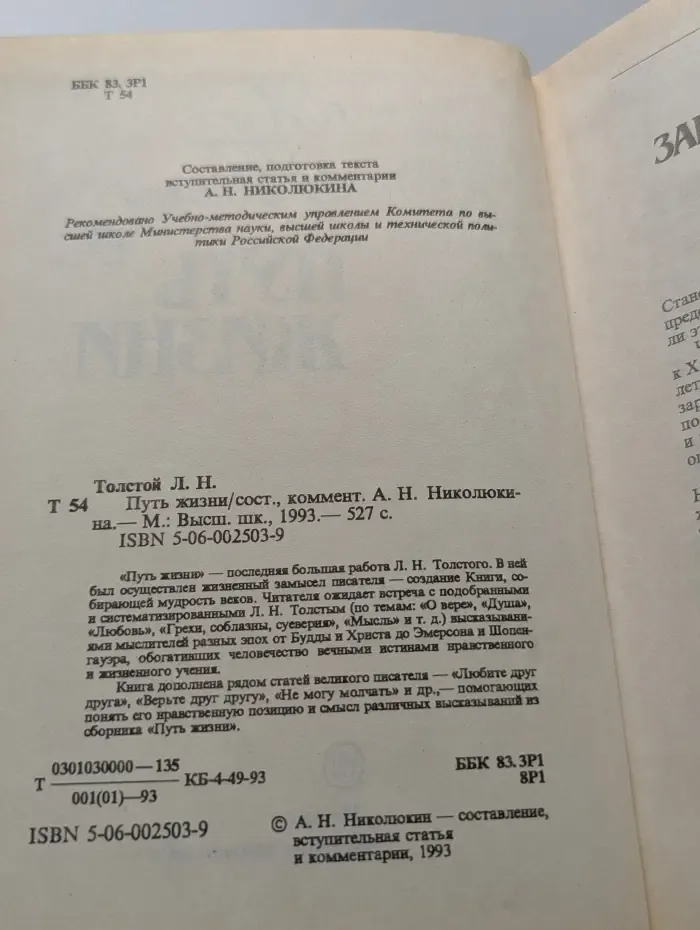 ББК 83. 3Р1
Т 54
Составление, подготовка текста
вступительная статья и комментарии
А. Н. НИКОЛЮКИНА
Рекомендовано Учебно-методическим управлением Комитета по вы-
сшей школе Министерства науки, высшей школы и технической поли-
тики Российской Федерации
Толстой Л. Н.
Т 54 Путь жизни/сост., коммент. А. Н. Николюки-
на.— М.: Высш. шк., 1993.— 527 с.
ISBN 5-06-002503-9
«Путь жизни» — последняя большая работа Л. Н. Толстого. В ней
был осуществлен жизненный замысел писателя — создание Книги, со-
бирающей мудрость веков. Читателя ожидает встреча с подобранными
и систематизированными Л. Н. Толстым (по темам: «О вере», «Душа»,
«Любовь», «Грехи, соблазны, суеверия», «Мысль» и т. д.) высказывани-
ями мыслителей разных эпох от Будды и Христа до Эмерсона и Шопен-
гауэра, обогативших человечество вечными истинами нравственного
и жизненного учения.
Книга дополнена рядом статей великого писателя — «Любите друг
друга», «Верьте друг другу», «Не могу молчать» и др.,— помогающих
понять его нравственную позицию и смысл различных высказываний из
сборника «Путь жизни».
Т 0301030000—135 КБ-4-49-93
001(01)—93
ББК 83.3Р1
8Р1
ISBN 5-06-002503-9
© А. Н. Николюкин — составление,
вступительная статья
и комментарии, 1993
ЗА
Стано
предо
ли э
к Х
лет
зар
по
и